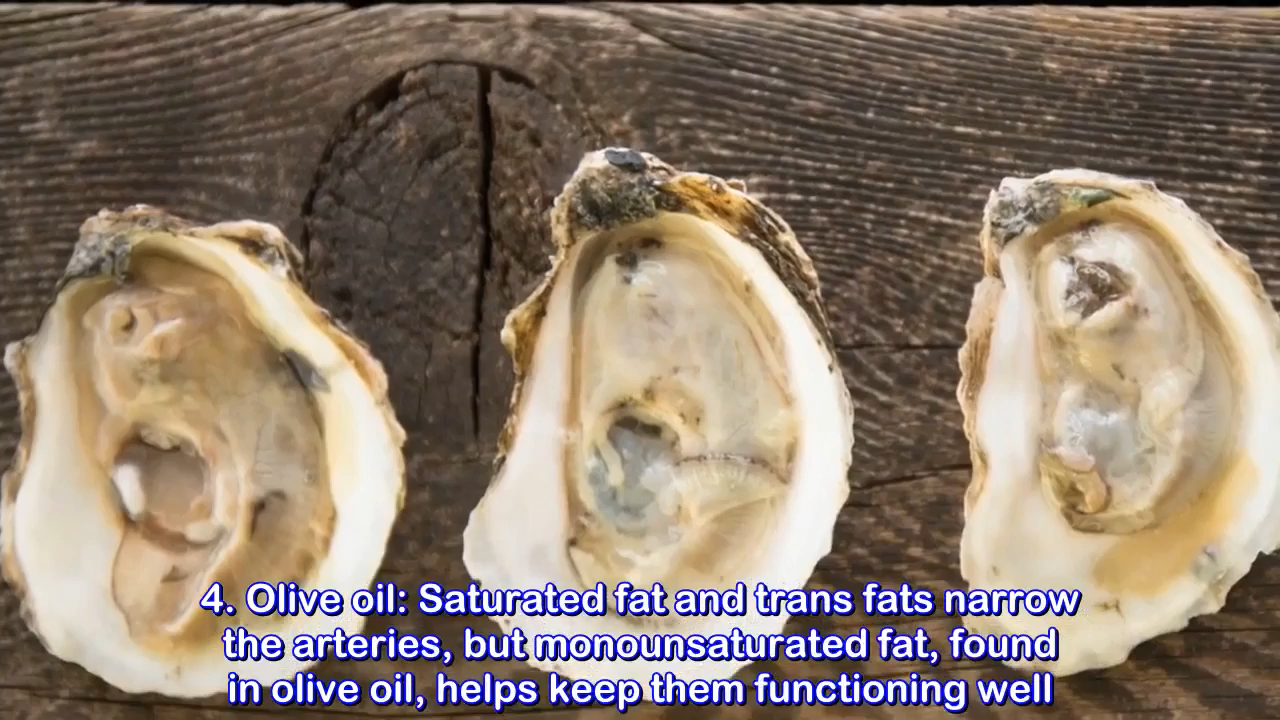 4. Olive oil: Saturated fat and trans fats narrow
the arteries, but monounsaturated fat, found
in olive oil, helps keep them functioning well